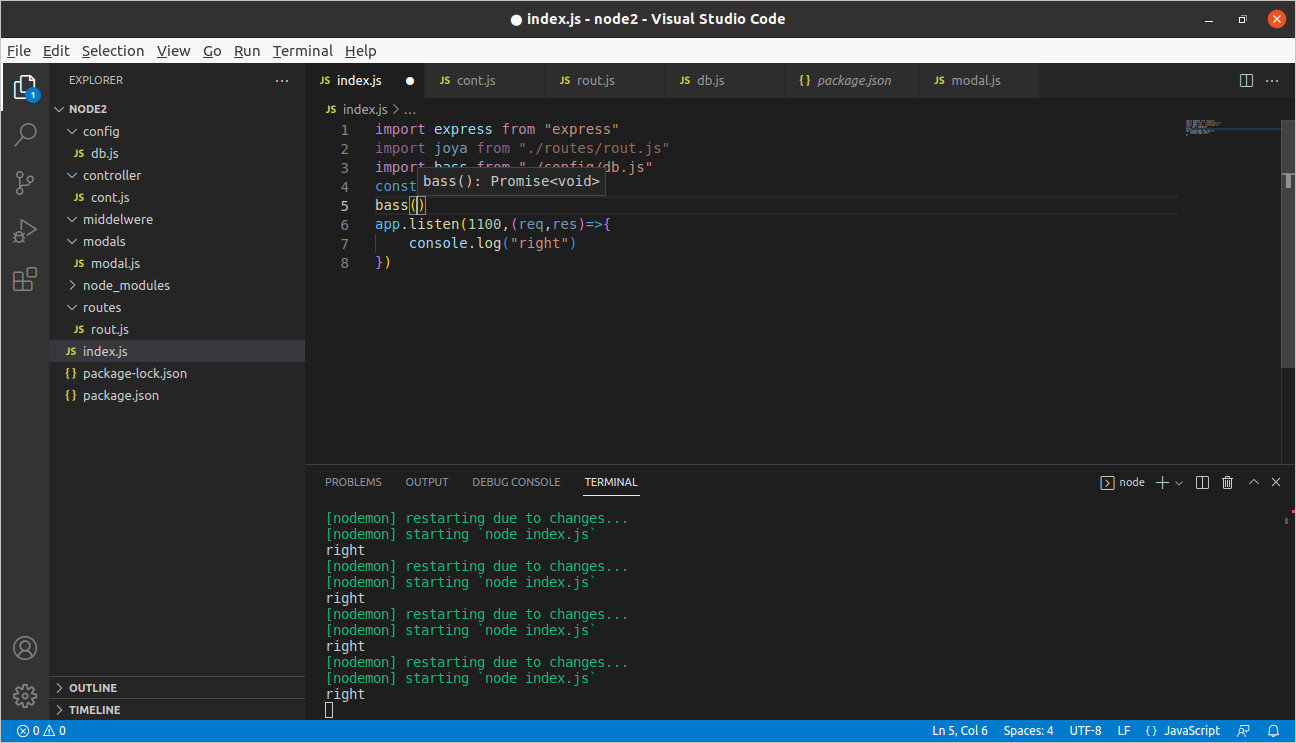 ● index.js - node2 - Visual Studio Code
File Edit Selection View Go Run Terminal Help
EXPLORER
NODE2
config
JS db.js
controller
JS cont.js
middelwere
modals
JS modal.js
node_modules
routes
JS rout.js
JS index.js
{} package-lock.json
{} package.json
OUTLINE
TIMELINE
1
JS index.js ● JS cont.js JS rout.js JS db.js {} package.json JS modal.js
JS index.js > ...
1 import express from "express"
2 import joya from "./routes/rout.js"
3 import bass from "./config/db.js"
bass(): Promise<void>
4 const
5 bass()
6 app.listen(1100,(req,res)=>{
7 console.log("right")
8 })
PROBLEMS OUTPUT DEBUG CONSOLE TERMINAL
node
[nodemon] restarting due to changes...
[nodemon] starting `node index.js`
right
[nodemon] restarting due to changes...
[nodemon] starting `node index.js`
right
[nodemon] restarting due to changes...
[nodemon] starting `node index.js`
right
[nodemon] restarting due to changes...
[nodemon] starting `node index.js`
right
0 0
Ln 5, Col 6 Spaces: 4 UTF-8 LF {} JavaScript